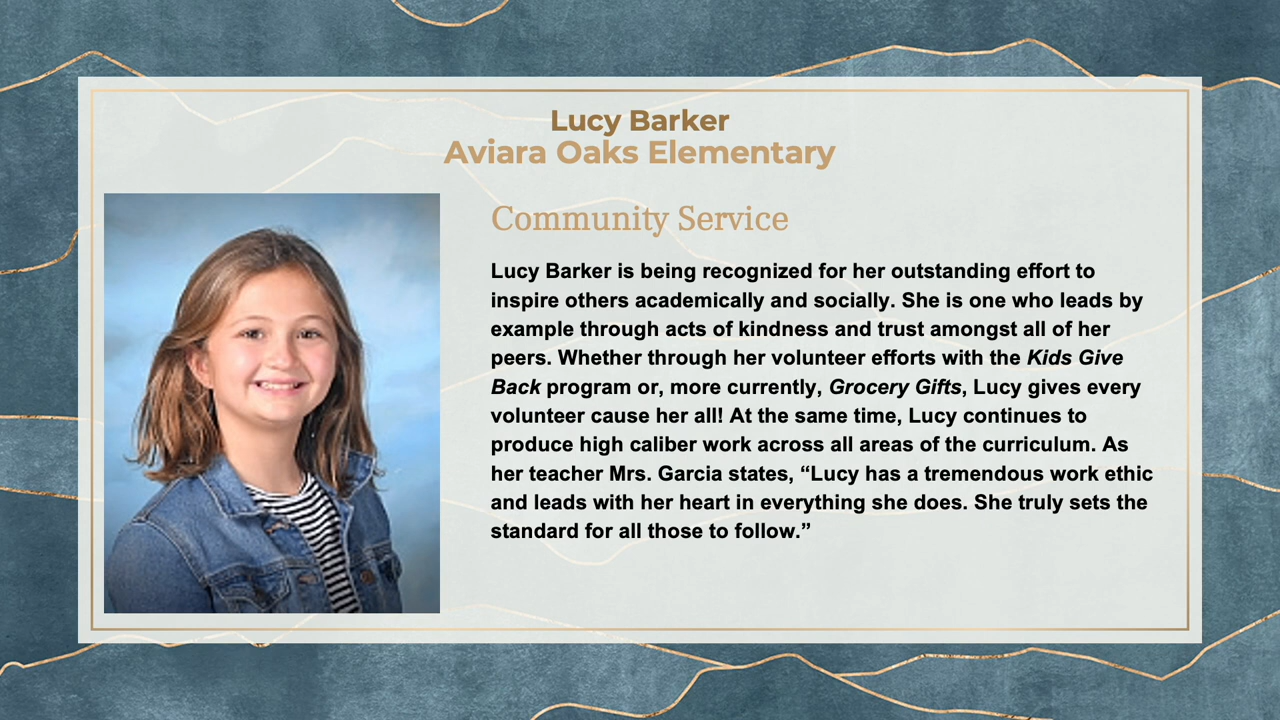 Lucy Barker
Aviara Oaks Elementary
Community Service
Lucy Barker is being recognized for her outstanding effort to
inspire others academically and socially. She is one who leads by
example through acts of kindness and trust amongst all of her
peers. Whether through her volunteer efforts with the Kids Give
Back program or, more currently, Grocery Gifts, Lucy gives every
volunteer cause her all! At the same time, Lucy continues to
produce high caliber work across all areas of the curriculum. As
her teacher Mrs. Garcia states, “Lucy has a tremendous work ethic
and leads with her heart in everything she does. She truly sets the
standard for all those to follow.”